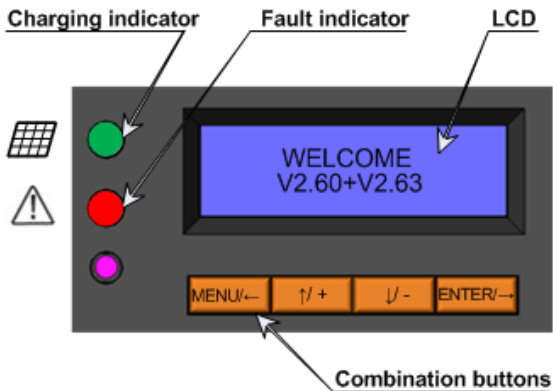 Charging indicator
Fault indicator
LCD
WELCOME
V2.60+V2.63
MENU/←
↑/ +
↓/ -
ENTER/→
Combination buttons